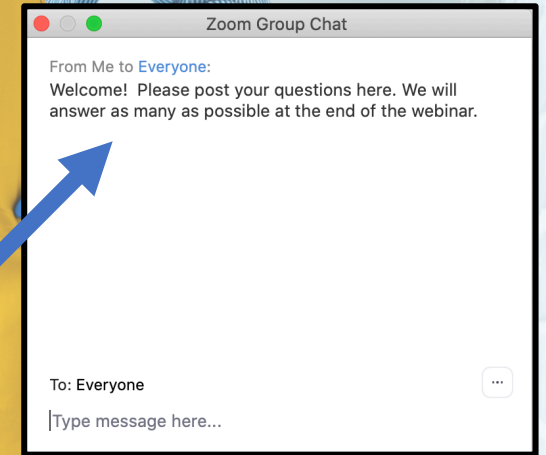 Zoom Group Chat
From Me to Everyone:
Welcome!  Please post your questions here. We will
answer as many as possible at the end of the webinar.
To: Everyone
...
Type message here...